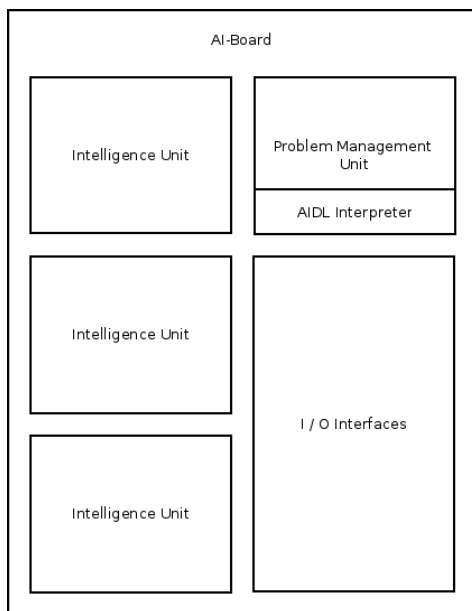 AI-Board
Intelligence Unit
Problem Management
Unit
AIDL Interpreter
Intelligence Unit
I / O Interfaces
Intelligence Unit